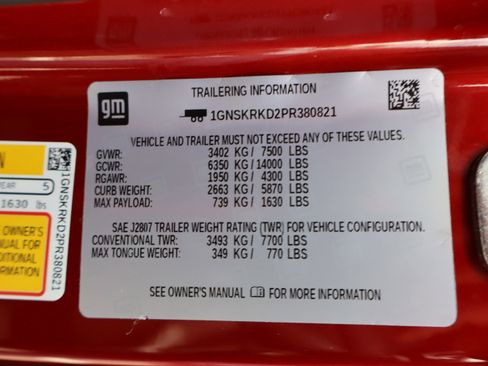 gm
TRAILERING INFORMATION
1GNSKRKD2PR380821
VEHICLE AND TRAILER MUST NOT EXCEED ANY OF THESE VALUES.
GVWR: 3402 KG / 7500 LBS
GCWR: 6350 KG / 14000 LBS
RGAWR: 1950 KG / 4300 LBS
CURB WEIGHT: 2663 KG / 5870 LBS
MAX PAYLOAD: 739 KG / 1630 LBS
SAE J2807 TRAILER WEIGHT RATING (TWR) FOR VEHICLE CONFIGURATION.
CONVENTIONAL TWR: 3493 KG / 7700 LBS
MAX TONGUE WEIGHT: 349 KG / 770 LBS
SEE OWNER'S MANUAL FOR MORE INFORMATION
N
EAR 5
1630 lbs
OWNER'S
NUAL FOR
DITIONAL
ORMATION
1GNSKRKD2PR380821